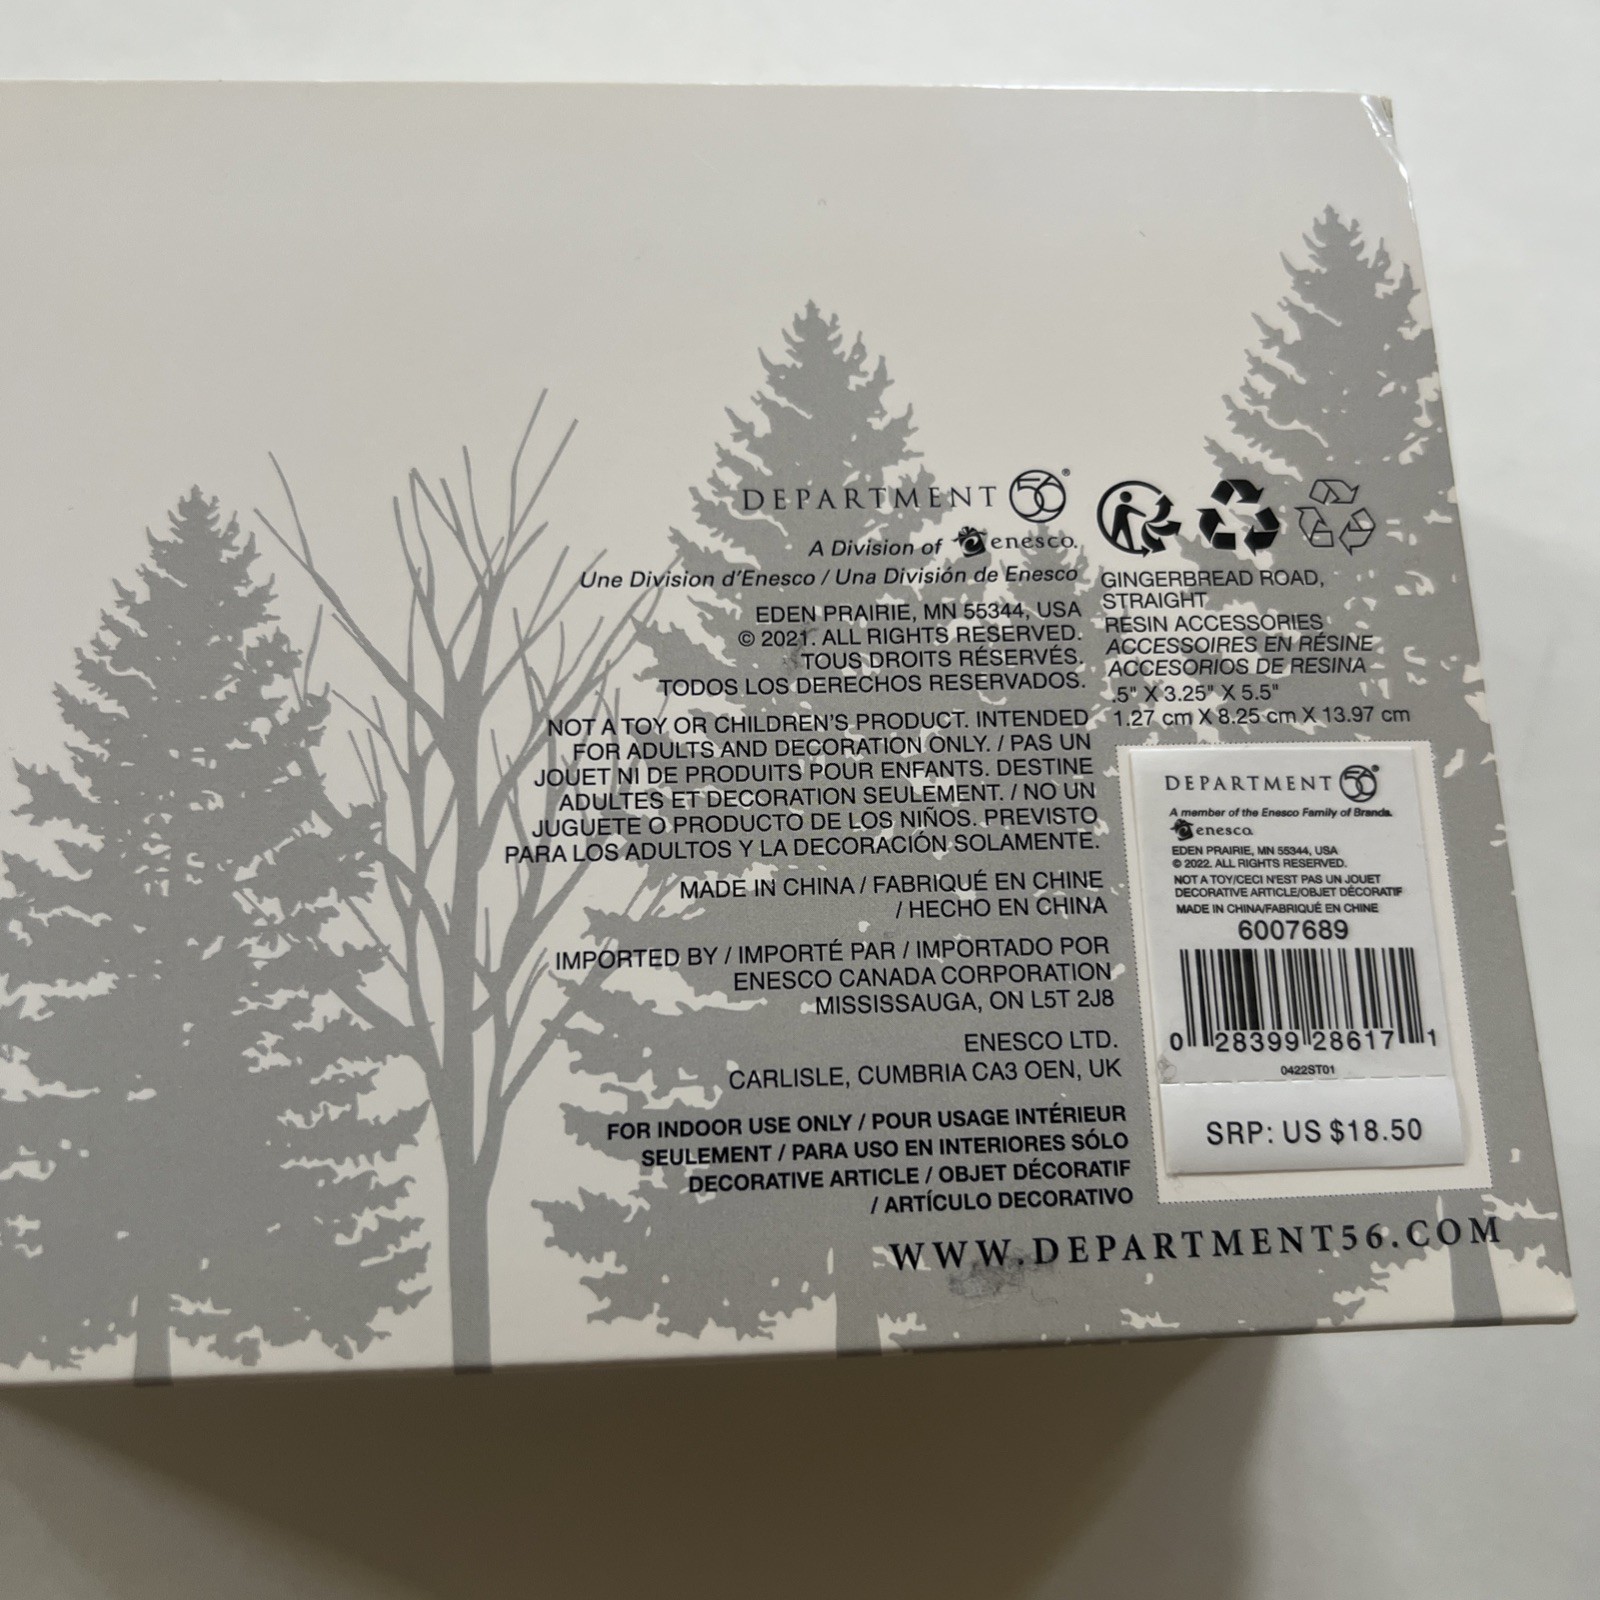 DEPARTMENT 56®
A Division of enesco.
Une Division d'Enesco / Una División de Enesco
EDEN PRAIRIE, MN 55344, USA
© 2021. ALL RIGHTS RESERVED.
TOUS DROITS RÉSERVÉS.
TODOS LOS DERECHOS RESERVADOS.
NOT A TOY OR CHILDREN'S PRODUCT. INTENDED
FOR ADULTS AND DECORATION ONLY. / PAS UN
JOUET NI DE PRODUITS POUR ENFANTS. DESTINE
ADULTES ET DECORATION SEULEMENT. / NO UN
JUGUETE O PRODUCTO DE LOS NIÑOS. PREVISTO
PARA LOS ADULTOS Y LA DECORACIÓN SOLAMENTE.
MADE IN CHINA / FABRIQUÉ EN CHINE
/ HECHO EN CHINA
IMPORTED BY / IMPORTÉ PAR / IMPORTADO POR
ENESCO CANADA CORPORATION
MISSISSAUGA, ON L5T 2J8
ENESCO LTD.
CARLISLE, CUMBRIA CA3 OEN, UK
FOR INDOOR USE ONLY / POUR USAGE INTÉRIEUR
SEULEMENT / PARA USO EN INTERIORES SÓLO
DECORATIVE ARTICLE / OBJET DÉCORATIF
/ ARTÍCULO DECORATIVO
GINGERBREAD ROAD,
STRAIGHT
RESIN ACCESSORIES
ACCESSOIRES EN RÉSINE
ACCESORIOS DE RESINA
.5" X 3.25" X 5.5"
1.27 cm X 8.25 cm X 13.97 cm
DEPARTMENT 56®
A member of the Enesco Family of Brands.
enesco.
EDEN PRAIRIE, MN 55344, USA
© 2022. ALL RIGHTS RESERVED.
NOT A TOY/CECI N'EST PAS UN JOUET
DECORATIVE ARTICLE/OBJET DÉCORATIF
MADE IN CHINA/FABRIQUÉ EN CHINE
6007689
0 28399 28617 1
0422ST01
SRP: US $18.50
WWW.DEPARTMENT56.COM